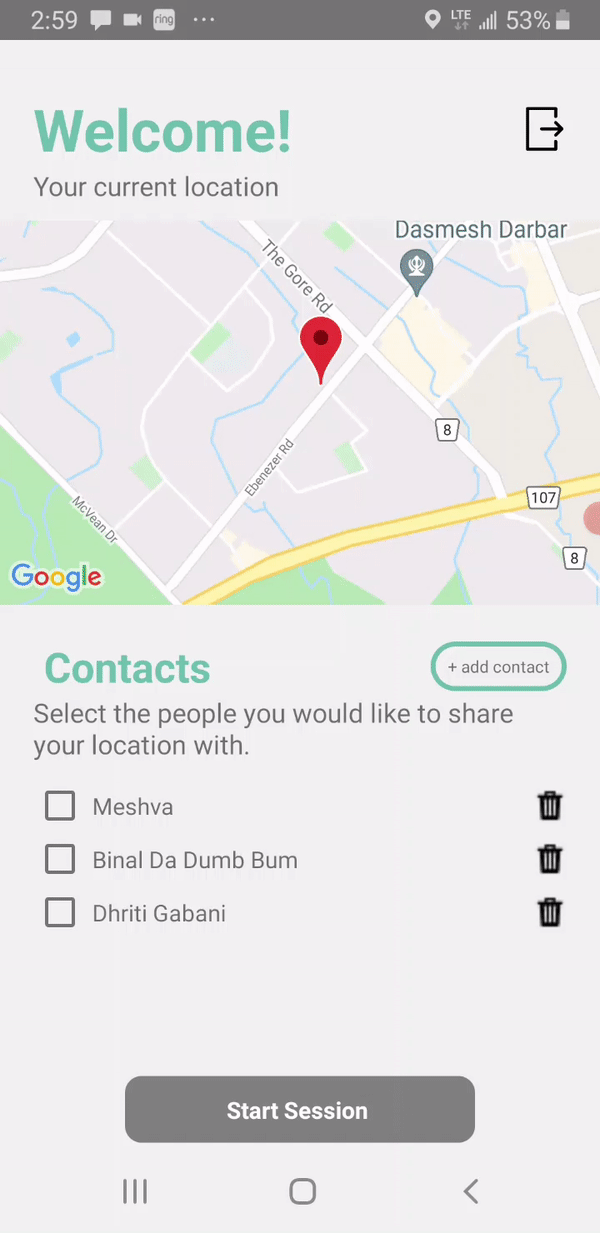 2:59 ring ... LTE 53%
Welcome!
Your current location
Dasmesh Darbar
The Gore Rd
8
Ebenezer Rd
107
McVean Dr
8
Google
Contacts
+ add contact
Select the people you would like to share
your location with.
Meshva
Binal Da Dumb Bum
Dhriti Gabani
Start Session